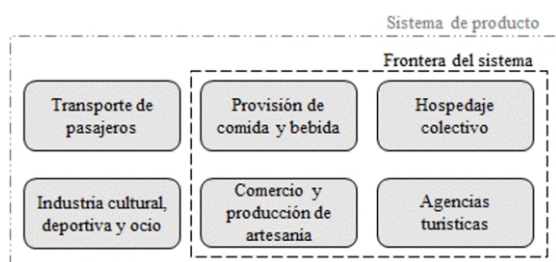 Sistema de producto
Frontera del sistema
Transporte de
pasajeros
Provisión de
comida y bebida
Hospedaje
colectivo
Industria cultural,
deportiva y ocio
Comercio y
producción de
artesanía
Agencias
turísticas